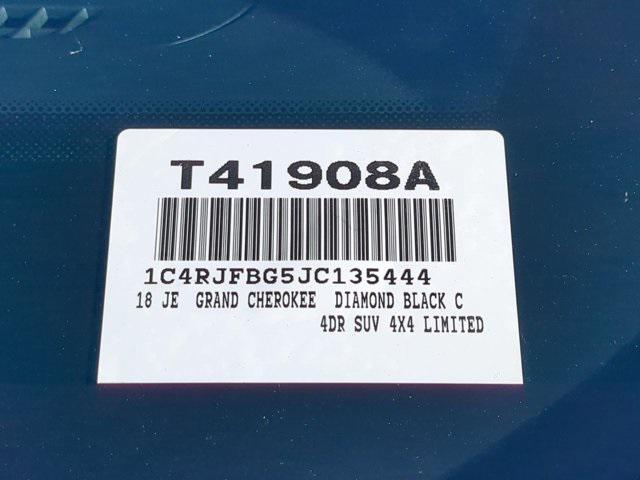 T41908A
1C4RJFBG5JC135444
18 JE GRAND CHEROKEE DIAMOND BLACK C
4DR SUV 4X4 LIMITED